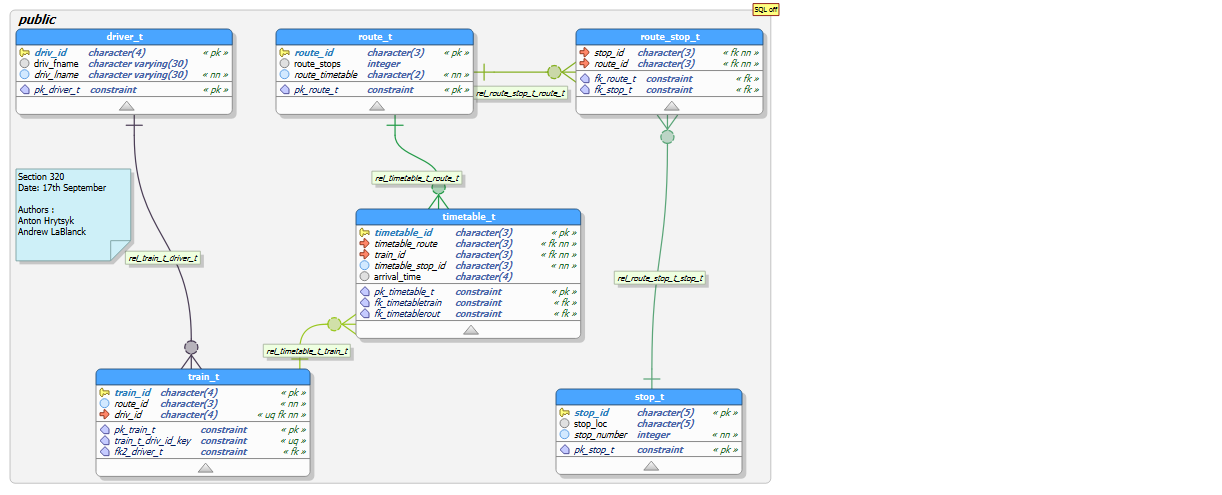 SQL off
public
driver_t
driv_id character(4) « pk »
driv_fname character varying(30)
driv_lname character varying(30) « nn »
pk_driver_t constraint « pk »
route_t
route_id character(3) « pk »
route_stops integer
route_timetable character(2) « nn »
pk_route_t constraint « pk »
route_stop_t
stop_id character(3) « fk nn »
route_id character(3) « fk nn »
fk_route_t constraint « fk »
fk_stop_t constraint « fk »
rel_route_stop_t_route_t
Section 320
Date: 17th September
Authors :
Anton Hrytsyk
Andrew LaBlanck
rel_timetable_t_route_t
timetable_t
timetable_id character(3) « pk »
timetable_route character(3) « fk nn »
train_id character(3) « fk nn »
timetable_stop_id character(3) « nn »
arrival_time character(4)
pk_timetable_t constraint « pk »
fk_timetabletrain constraint « fk »
fk_timetablerout constraint « fk »
rel_train_t_driver_t
rel_route_stop_t_stop_t
rel_timetable_t_train_t
train_t
train_id character(4) « pk »
route_id character(3) « nn »
driv_id character(4) « uq fk nn »
pk_train_t constraint « pk »
train_t_driv_id_key constraint « uq »
fk2_driver_t constraint « fk »
stop_t
stop_id character(5) « pk »
stop_loc character(5)
stop_number integer « nn »
pk_stop_t constraint « pk »